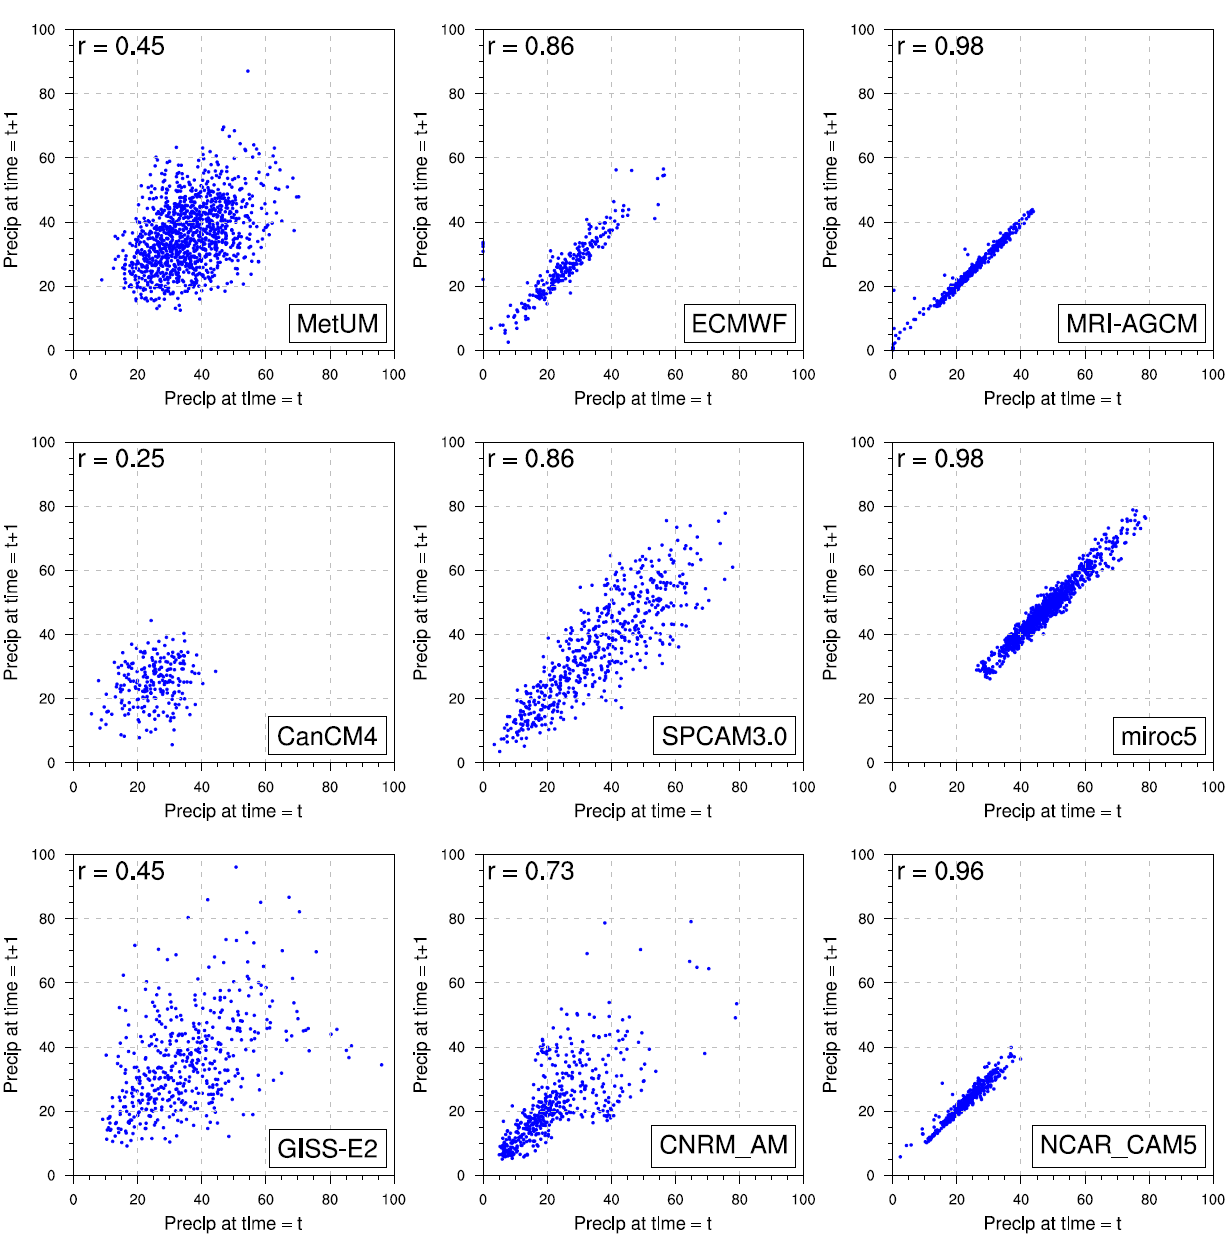 r = 0.45
100
80
60
40
20
0
Precip at time = t+1
MetUM
0 20 40 60 80 100
Precip at time = t
r = 0.86
100
80
60
40
20
0
Precip at time = t+1
ECMWF
0 20 40 60 80 100
Precip at time = t
r = 0.98
100
80
60
40
20
0
Precip at time = t+1
MRI-AGCM
0 20 40 60 80 100
Precip at time = t
r = 0.25
100
80
60
40
20
0
Precip at time = t+1
CanCM4
0 20 40 60 80 100
Precip at time = t
r = 0.86
100
80
60
40
20
0
Precip at time = t+1
SPCAM3.0
0 20 40 60 80 100
Precip at time = t
r = 0.98
100
80
60
40
20
0
Precip at time = t+1
miroc5
0 20 40 60 80 100
Precip at time = t
r = 0.45
100
80
60
40
20
0
Precip at time = t+1
GISS-E2
0 20 40 60 80 100
Precip at time = t
r = 0.73
100
80
60
40
20
0
Precip at time = t+1
CNRM_AM
0 20 40 60 80 100
Precip at time = t
r = 0.96
100
80
60
40
20
0
Precip at time = t+1
NCAR_CAM5
0 20 40 60 80 100
Precip at time = t